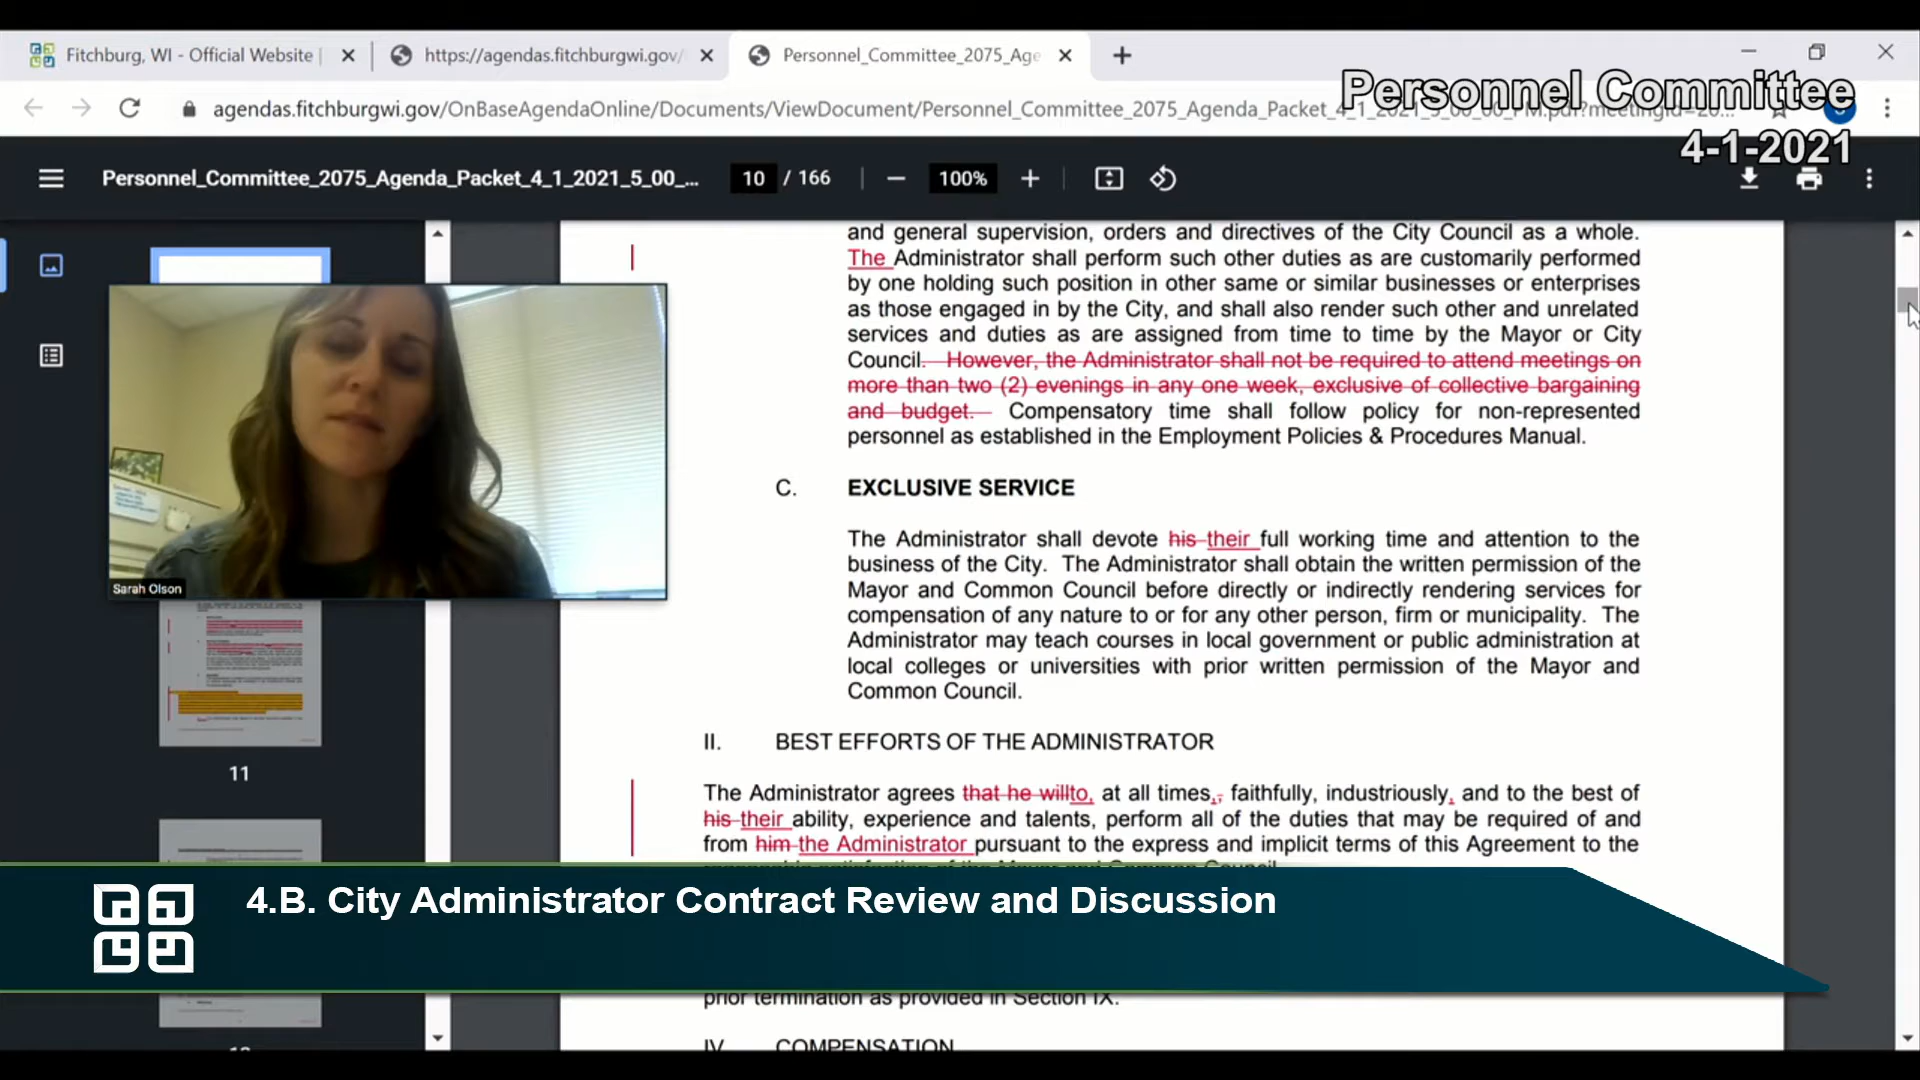 Fitchburg, WI - Official Website |
https://agendas.fitchburgwi.gov/
Personnel_Committee_2075_Age
Personnel Committee
4-1-2021
agendas.fitchburgwi.gov/OnBaseAgendaOnline/Documents/ViewDocument/Personnel_Committee_2075_Agenda_Packet_4_1_2021_5_00_00_PM.pdf?meetingId=20...
Personnel_Committee_2075_Agenda_Packet_4_1_2021_5_00_...
10 / 166
100%
and general supervision, orders and directives of the City Council as a whole.
The Administrator shall perform such other duties as are customarily performed
by one holding such position in other same or similar businesses or enterprises
as those engaged in by the City, and shall also render such other and unrelated
services and duties as are assigned from time to time by the Mayor or City
Council. However, the Administrator shall not be required to attend meetings on
more than two (2) evenings in any one week, exclusive of collective bargaining
and budget. Compensatory time shall follow policy for non-represented
personnel as established in the Employment Policies & Procedures Manual.
C. EXCLUSIVE SERVICE
The Administrator shall devote his their full working time and attention to the
business of the City. The Administrator shall obtain the written permission of the
Mayor and Common Council before directly or indirectly rendering services for
compensation of any nature to or for any other person, firm or municipality. The
Administrator may teach courses in local government or public administration at
local colleges or universities with prior written permission of the Mayor and
Common Council.
II. BEST EFFORTS OF THE ADMINISTRATOR
The Administrator agrees that he willto, at all times,, faithfully, industriously, and to the best of
his their ability, experience and talents, perform all of the duties that may be required of and
from him the Administrator pursuant to the express and implicit terms of this Agreement to the
Sarah Olson
11
4.B. City Administrator Contract Review and Discussion
prior termination as provided in Section IX.
IV. COMPENSATION